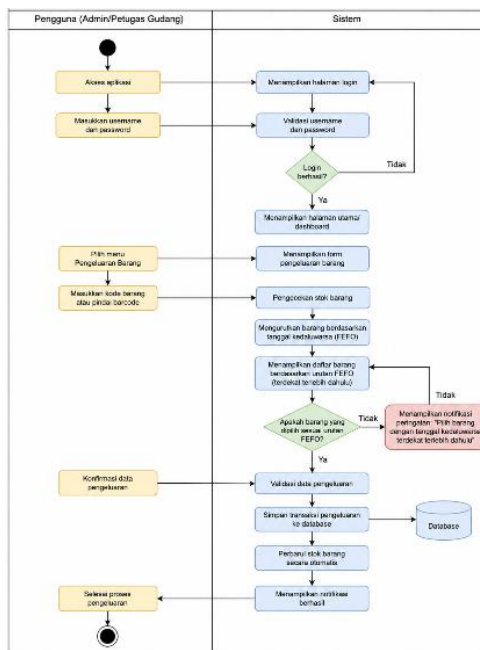 Pengguna (Admin/Petugas Gudang)
Sistem
Akses aplikasi
Menampilkan halaman login
Masukkan username
dan password
Validasi username
dan password
Login
berhasil?
Tidak
Ya
Menampilkan halaman utama/
dashboard
Pilih menu
Pengeluaran Barang
Menampilkan form
pengeluaran barang
Masukkan kode barang
atau pindai barcode
Pengecekan stok barang
Mengurutkan barang berdasarkan
tanggal kedaluwarsa (FEFO)
Menampilkan daftar barang
berdasarkan urutan FEFO
(terdekat terlebih dahulu)
Tidak
Apakah barang yang
dipilih sesuai urutan
FEFO?
Tidak
Menampilkan notifikasi
peringatan: "Pilih barang
dengan tanggal kedaluwarsa
terdekat terlebih dahulu"
Ya
Konfirmasi data
pengeluaran
Validasi data pengeluaran
Simpan transaksi pengeluaran
ke database
Database
Perbarui stok barang
secara otomatis
Selesai proses
pengeluaran
Menampilkan notifikasi
berhasil